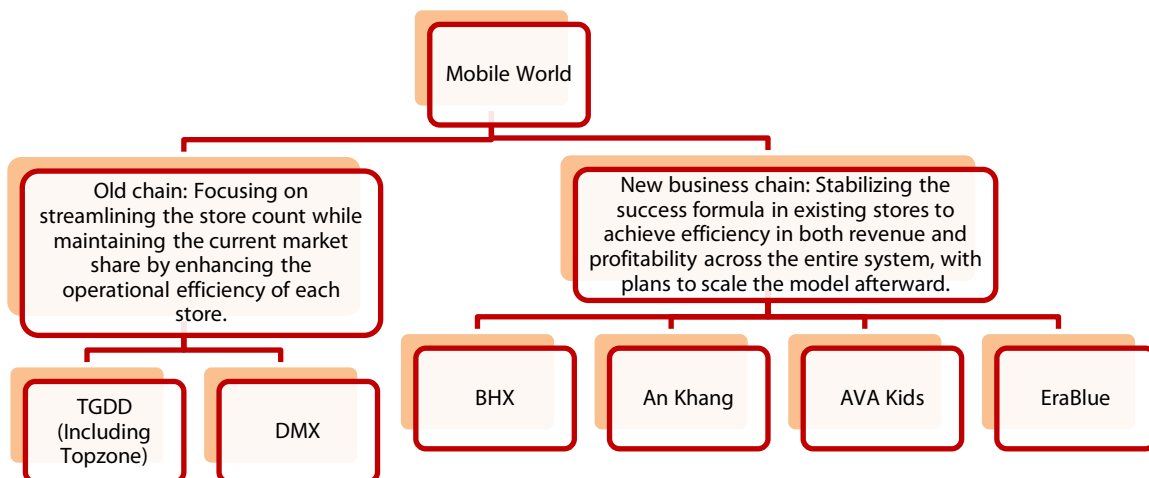 Mobile World
Old chain: Focusing on
streamlining the store count while
maintaining the current market
share by enhancing the
operational efficiency of each
store.
New business chain: Stabilizing the
success formula in existing stores to
achieve efficiency in both revenue and
profitability across the entire system, with
plans to scale the model afterward.
TGDD
(Including
Topzone)
DMX
BHX
An Khang
AVA Kids
EraBlue